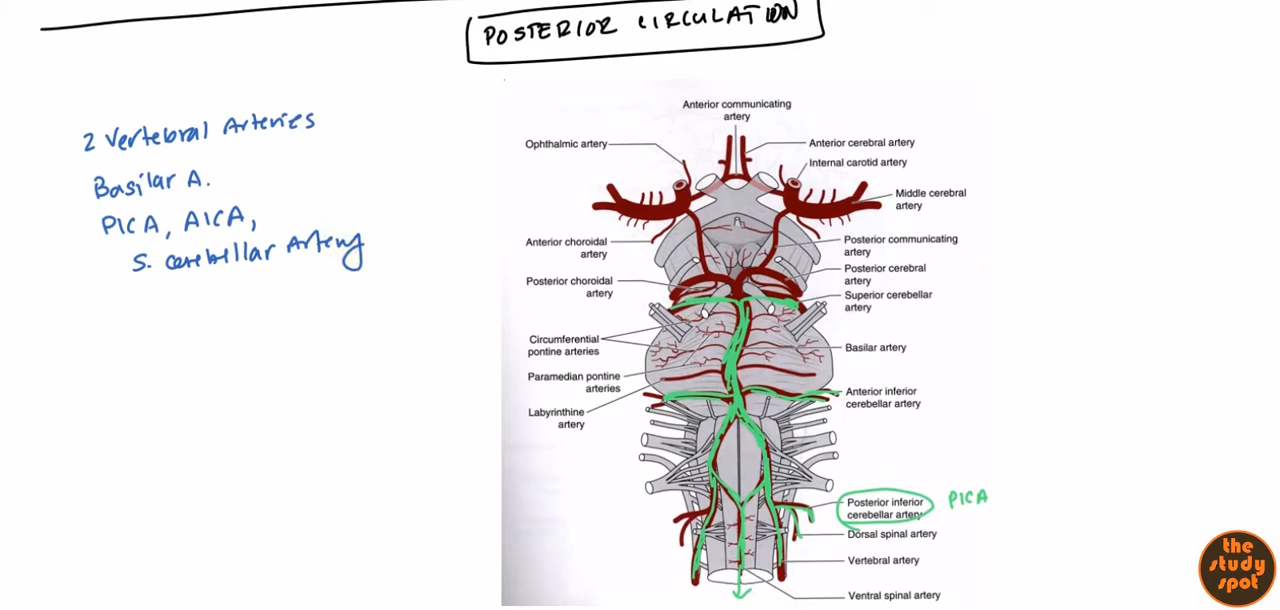 POSTERIOR CIRCULATION
2 Vertebral Arteries
Basilar A.
PICA, AICA,
S. cerebellar Artery
Anterior communicating
artery
Ophthalmic artery
Anterior cerebral artery
Internal carotid artery
Middle cerebral
artery
Anterior choroidal
artery
Posterior communicating
artery
Posterior choroidal
artery
Posterior cerebral
artery
Superior cerebellar
artery
Circumferential
pontine arteries
Basilar artery
Paramedian pontine
arteries
Anterior inferior
cerebellar artery
Labyrinthine
artery
Posterior inferior
cerebellar artery
PICA
Dorsal spinal artery
Vertebral artery
Ventral spinal artery
the
study
spot